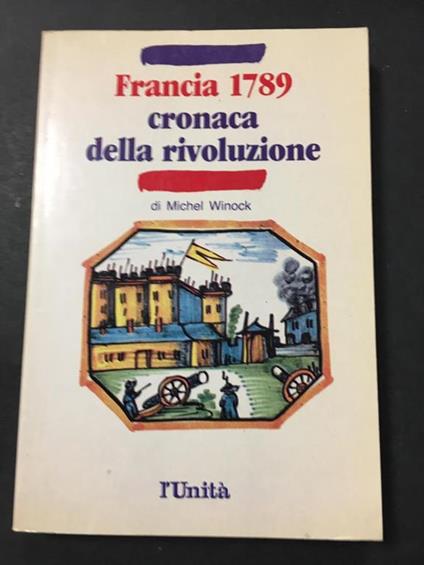 Francia 1789
cronaca
della rivoluzione
di Michel Winock
l'Unità